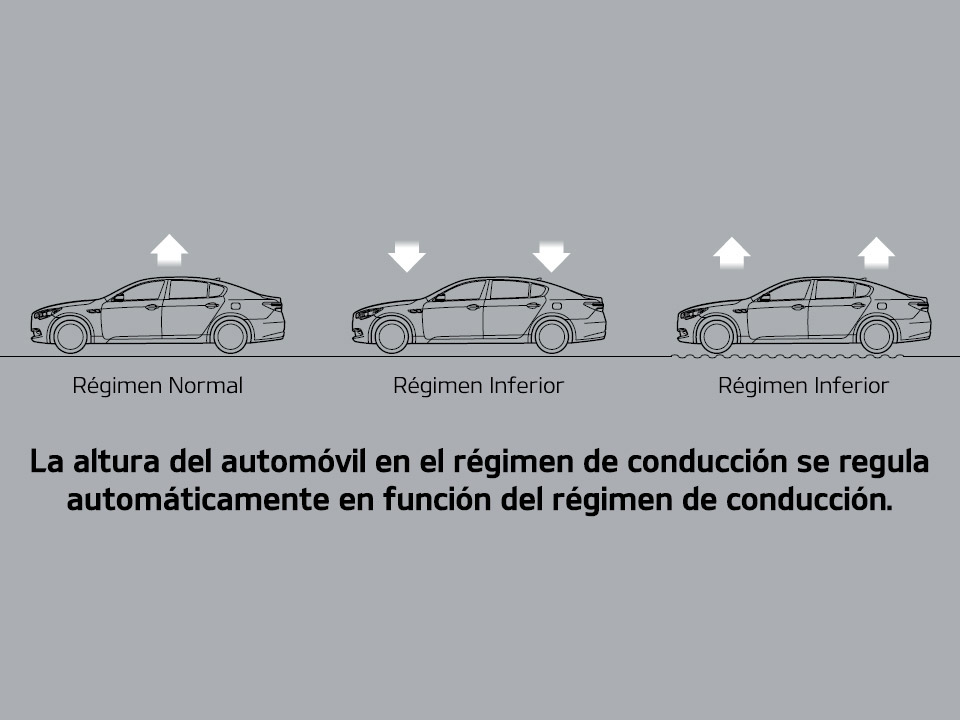 Régimen Normal
Régimen Inferior
Régimen Inferior
La altura del automóvil en el régimen de conducción se regula
automáticamente en función del régimen de conducción.